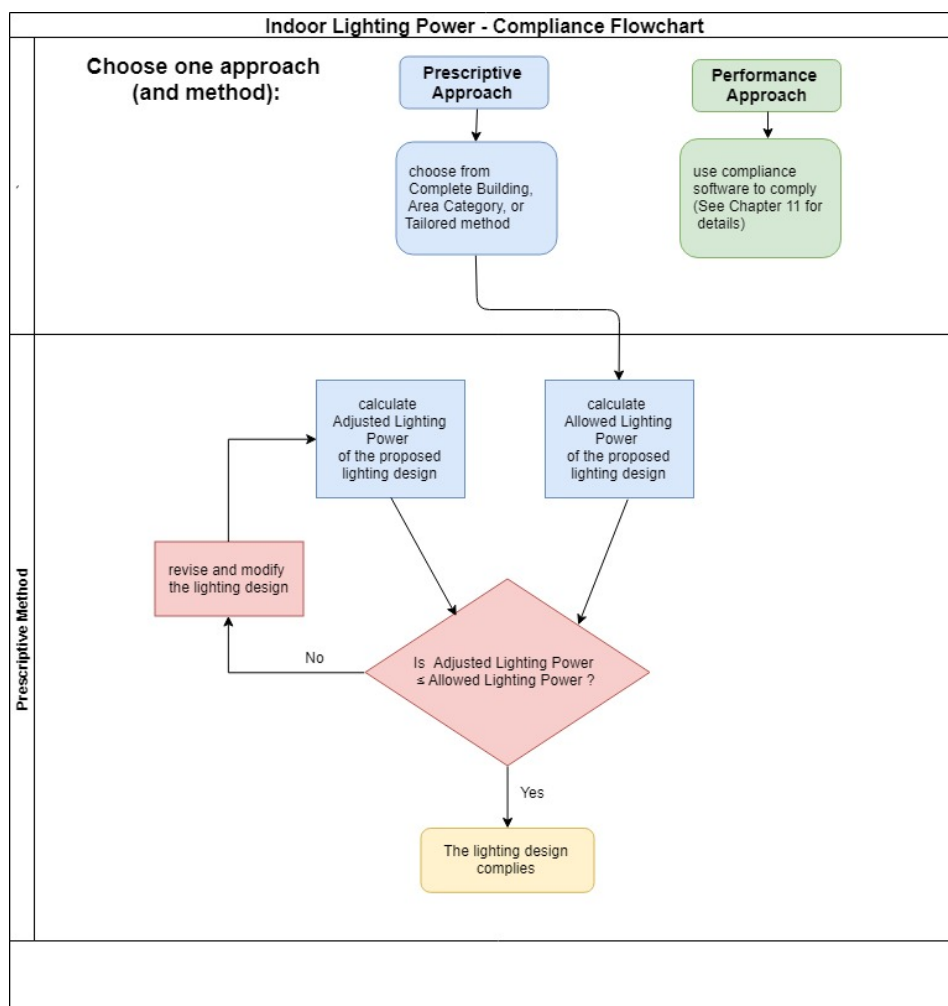 Indoor Lighting Power - Compliance Flowchart
Choose one approach
(and method):
Prescriptive
Approach
Performance
Approach
choose from
Complete Building,
Area Category, or
Tailored method
use compliance
software to comply
(See Chapter 11 for
details)
Prescriptive Method
calculate
Adjusted Lighting
Power
of the proposed
lighting design
calculate
Allowed Lighting
Power
of the proposed
lighting design
revise and modify
the lighting design
No
Is Adjusted Lighting Power
≤ Allowed Lighting Power ?
Yes
The lighting design
complies